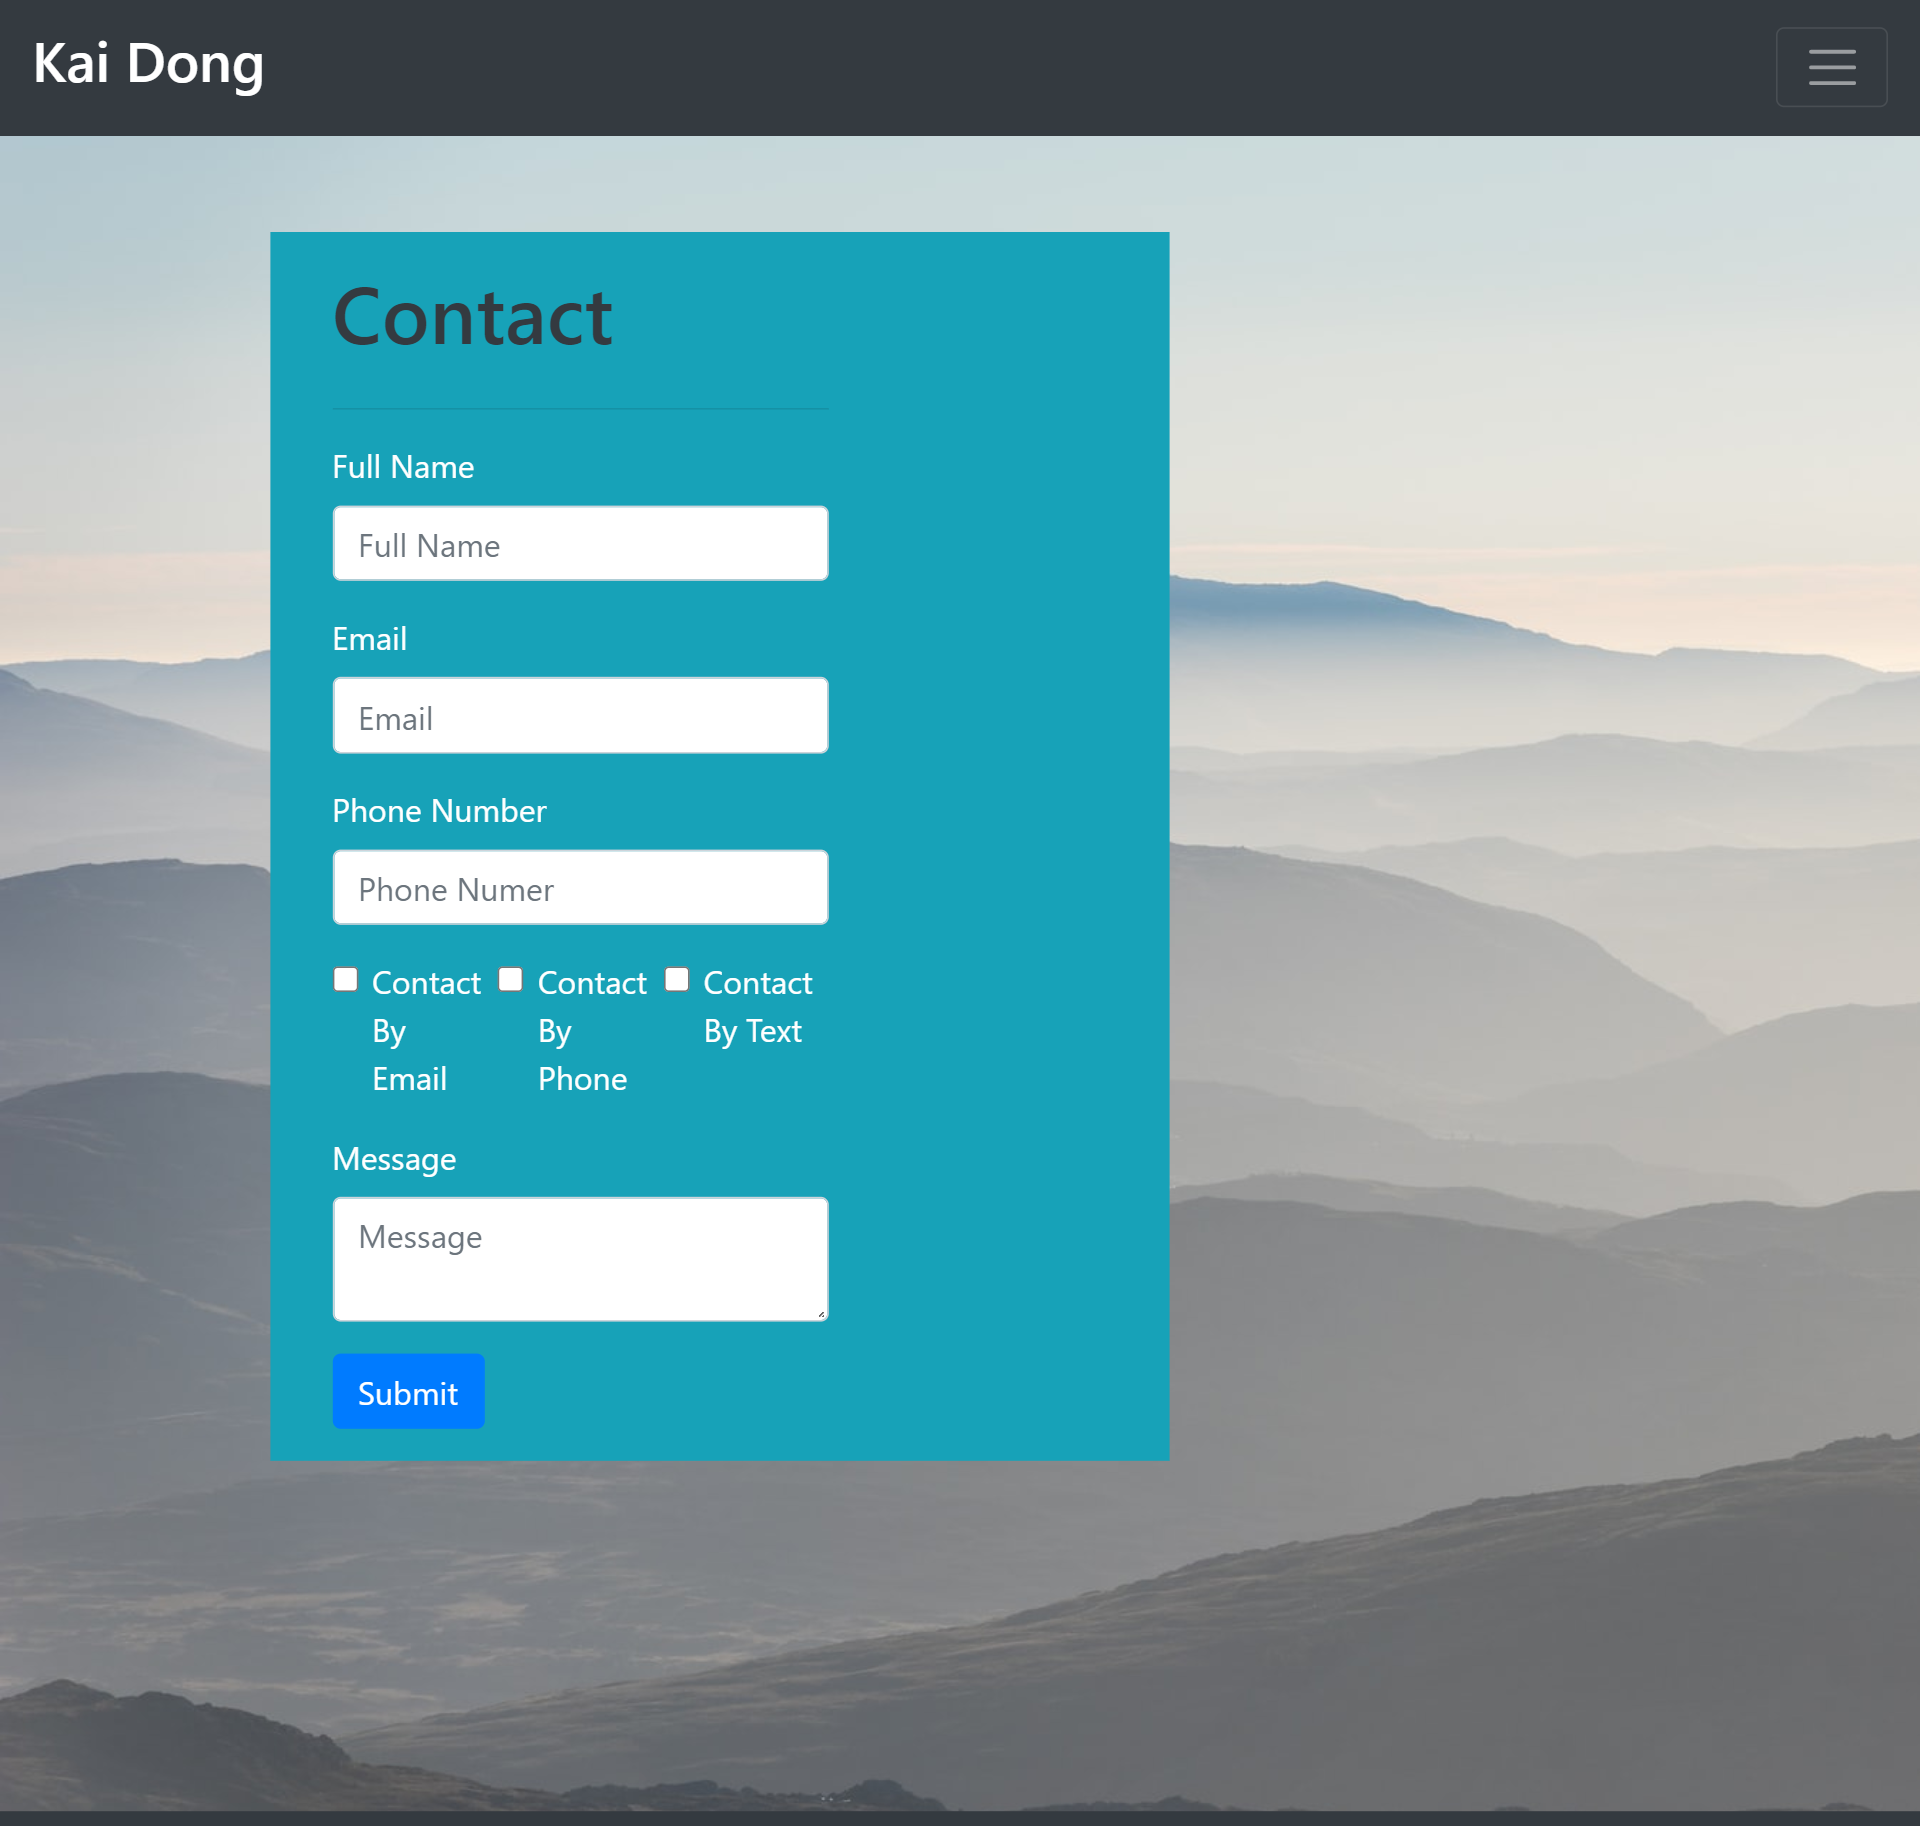 Kai Dong
Contact
Full Name
Full Name
Email
Email
Phone Number
Phone Numer
Contact By Email
Contact By Phone
Contact By Text
Message
Message
Submit